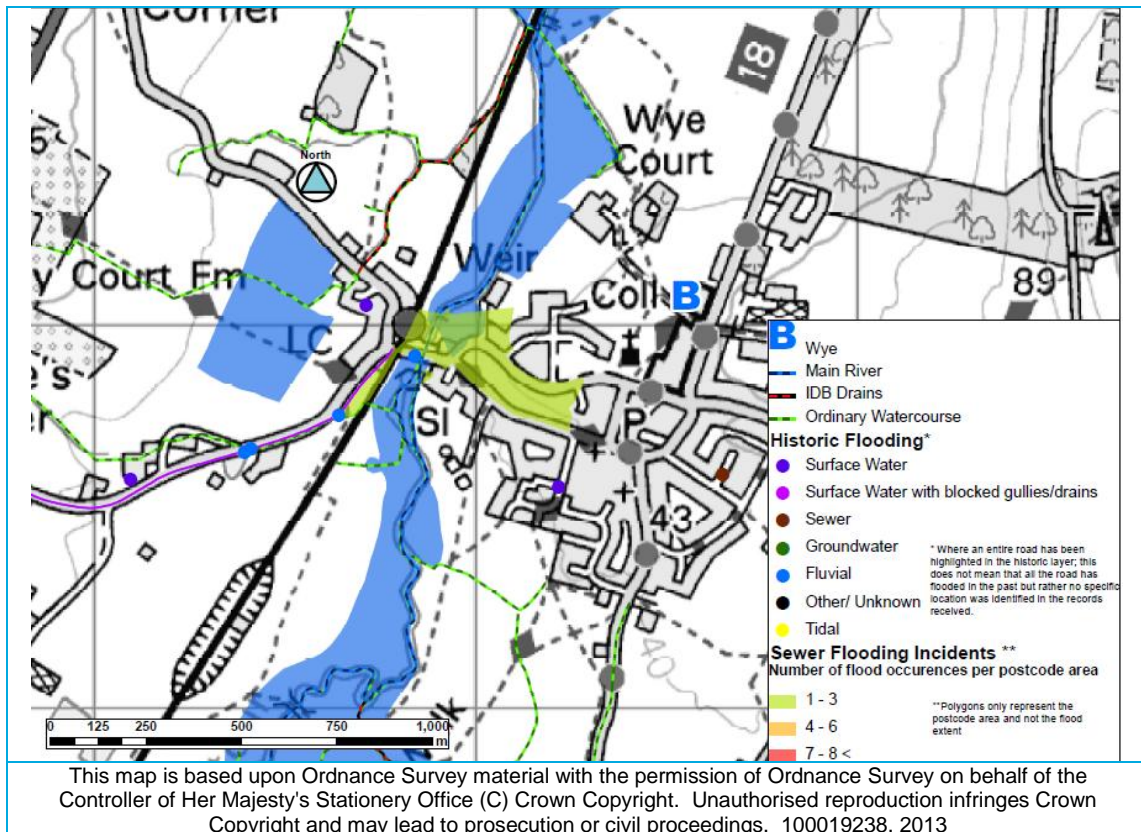 Corner
18
Wye
Court
North
Weir
y Court Fm
Coll
B
89
LC
's
P
43
40
0 125 250 500 750 1,000
m
B
Wye
Main River
IDB Drains
Ordinary Watercourse
Historic Flooding*
Surface Water
Surface Water with blocked gullies/drains
Sewer
Groundwater
Fluvial
Other/ Unknown
Tidal
* Where an entire road has been
highlighted in the historic layer; this
does not mean that all the road has
flooded in the past but rather no specific
location was identified in the records
received.
Sewer Flooding Incidents **
Number of flood occurences per postcode area
1 - 3
4 - 6
7 - 8 <
**Polygons only represent the
postcode area and not the flood
extent
This map is based upon Ordnance Survey material with the permission of Ordnance Survey on behalf of the
Controller of Her Majesty's Stationery Office (C) Crown Copyright. Unauthorised reproduction infringes Crown
Copyright and may lead to prosecution or civil proceedings. 100019238. 2013